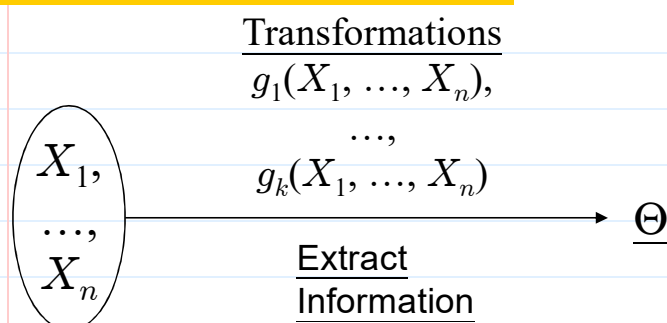 Transformations
g₁(X₁, …, Xₙ),
…,
gₖ(X₁, …, Xₙ)
X₁,
…,
Xₙ
Θ
Extract
Information